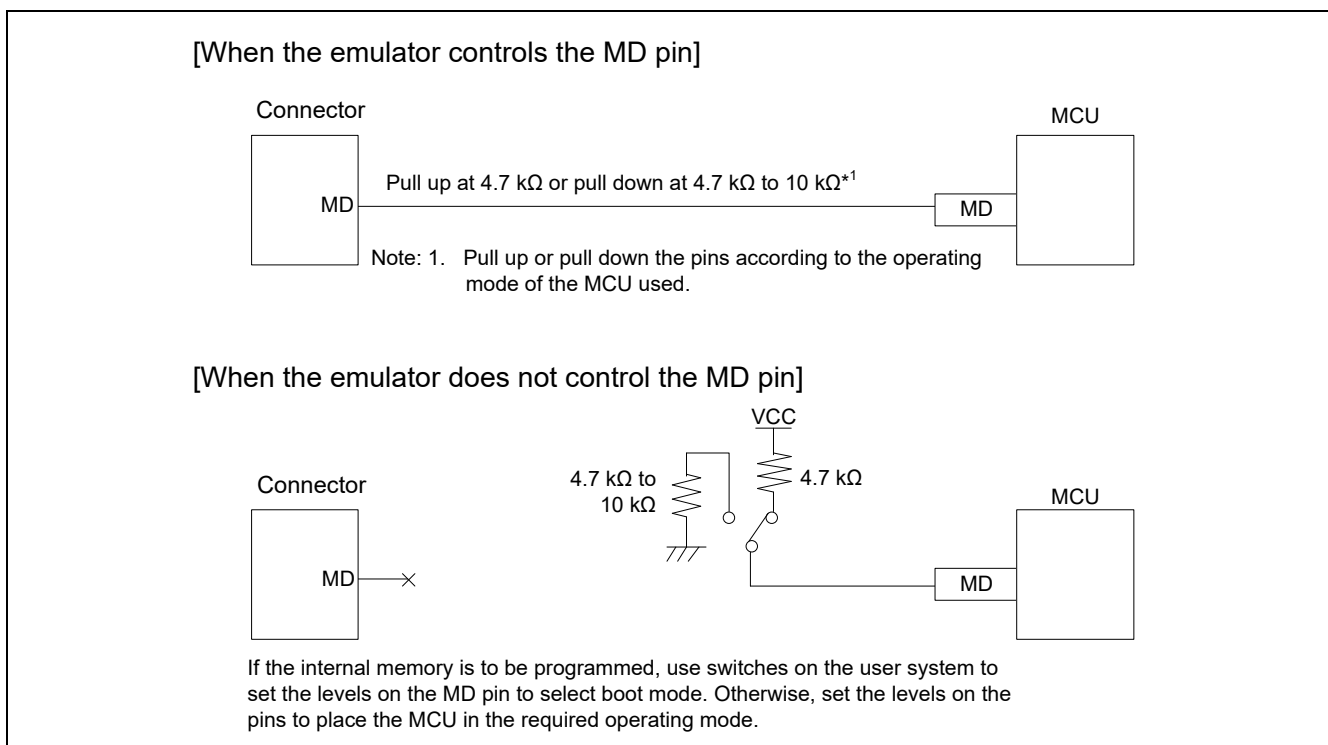 [When the emulator controls the MD pin]
Connector
MCU
Pull up at 4.7 kΩ or pull down at 4.7 kΩ to 10 kΩ*1
MD
MD
Note: 1. Pull up or pull down the pins according to the operating
mode of the MCU used.
[When the emulator does not control the MD pin]
VCC
4.7 kΩ to
10 kΩ
4.7 kΩ
Connector
MCU
MD
MD
If the internal memory is to be programmed, use switches on the user system to
set the levels on the MD pin to select boot mode. Otherwise, set the levels on the
pins to place the MCU in the required operating mode.